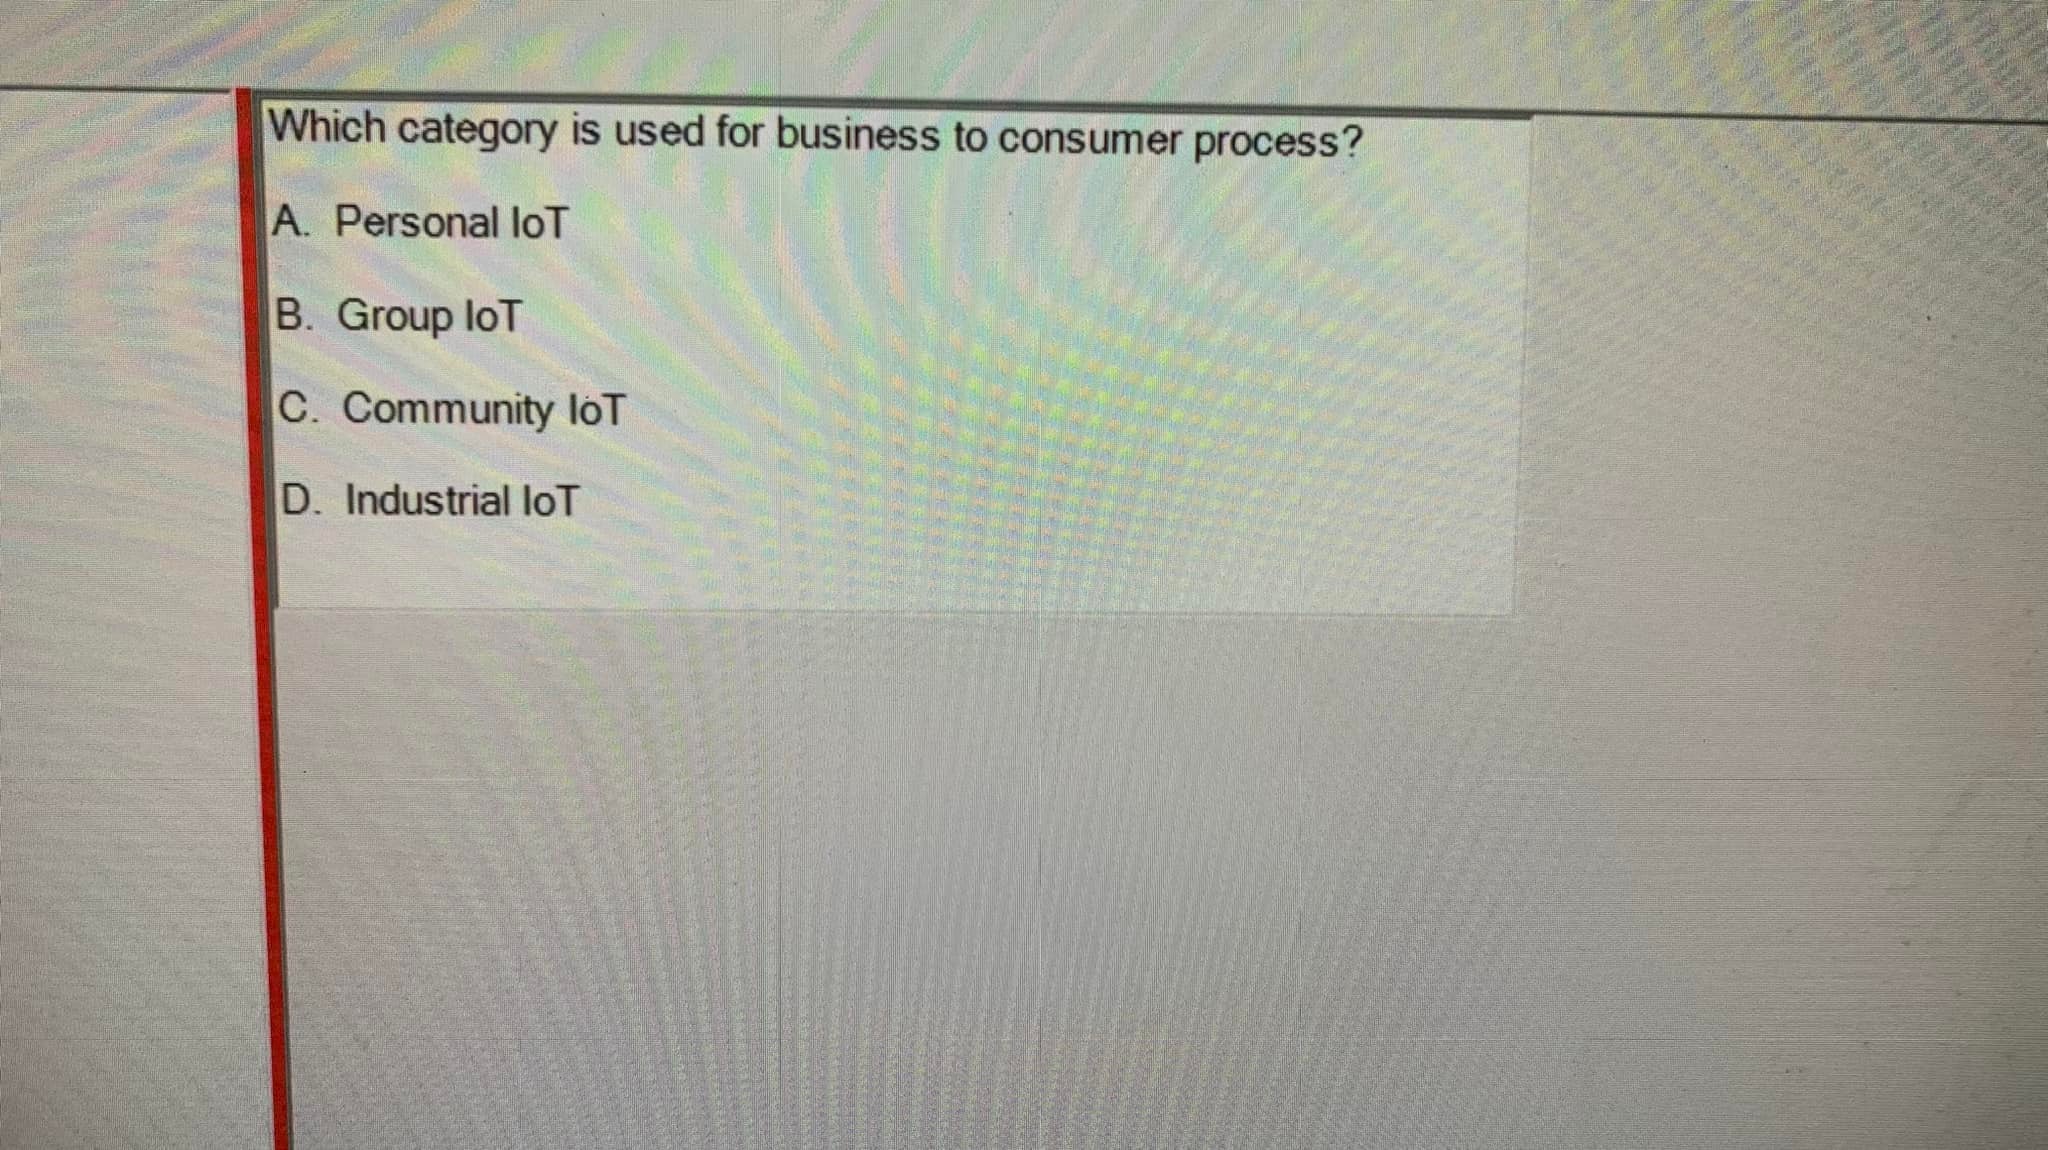 Which category is used for business to consumer process?
A. Personal IoT
B. Group IoT
C. Community IoT
D. Industrial IoT